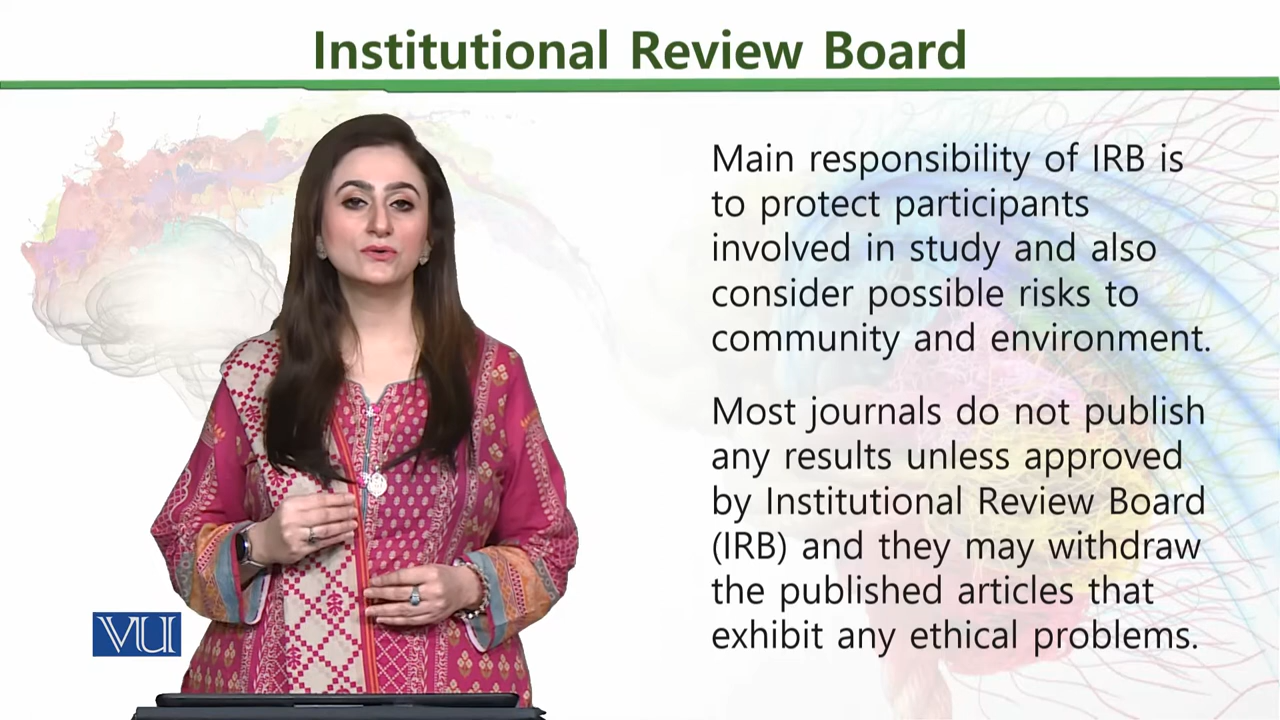 Institutional Review Board
Main responsibility of IRB is
to protect participants
involved in study and also
consider possible risks to
community and environment.
Most journals do not publish
any results unless approved
by Institutional Review Board
(IRB) and they may withdraw
the published articles that
exhibit any ethical problems.
VU